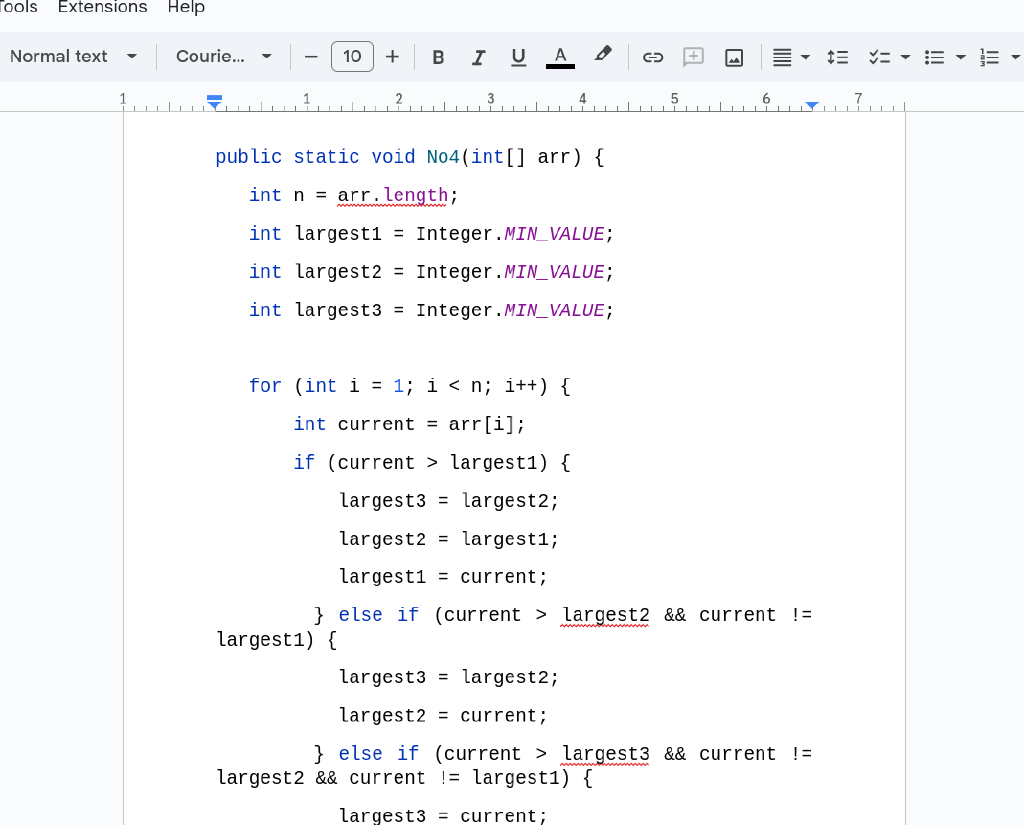 Tools Extensions Help
Normal text Courie... 10 B I U A
1 1 2 3 4 5 6 7
public static void No4(int[] arr) {
int n = arr.length;
int largest1 = Integer.MIN_VALUE;
int largest2 = Integer.MIN_VALUE;
int largest3 = Integer.MIN_VALUE;
for (int i = 1; i < n; i++) {
int current = arr[i];
if (current > largest1) {
largest3 = largest2;
largest2 = largest1;
largest1 = current;
} else if (current > largest2 && current !=
largest1) {
largest3 = largest2;
largest2 = current;
} else if (current > largest3 && current !=
largest2 && current != largest1) {
largest3 = current;